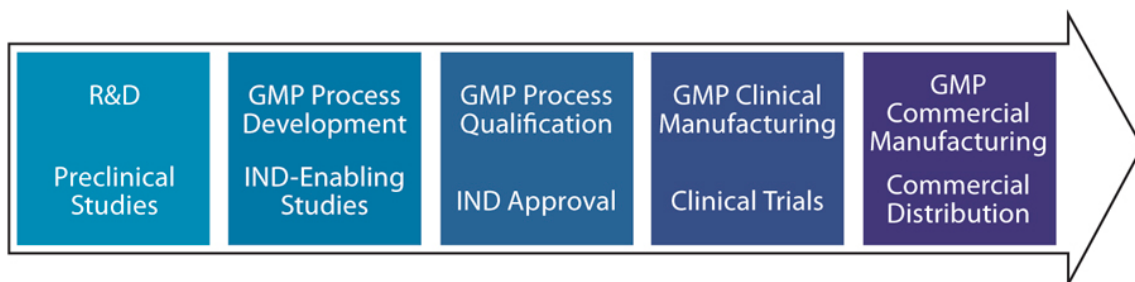 R&D
Preclinical
Studies
GMP Process
Development
IND-Enabling
Studies
GMP Process
Qualification
IND Approval
GMP Clinical
Manufacturing
Clinical Trials
GMP
Commercial
Manufacturing
Commercial
Distribution